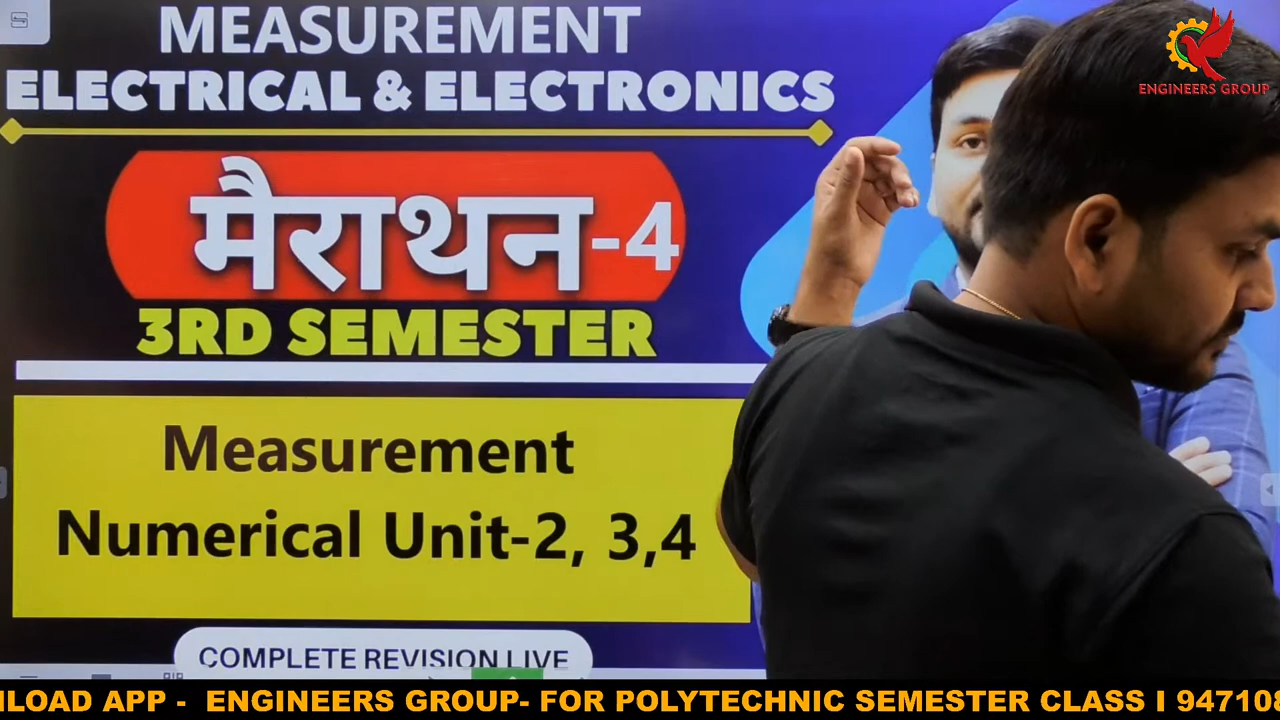 MEASUREMENT
ELECTRICAL & ELECTRONICS
मैराथन-4
3RD SEMESTER
Measurement
Numerical Unit-2, 3,4
COMPLETE REVISION LIVE
ENGINEERS GROUP
NLOAD APP - ENGINEERS GROUP- FOR POLYTECHNIC SEMESTER CLASS I 947108